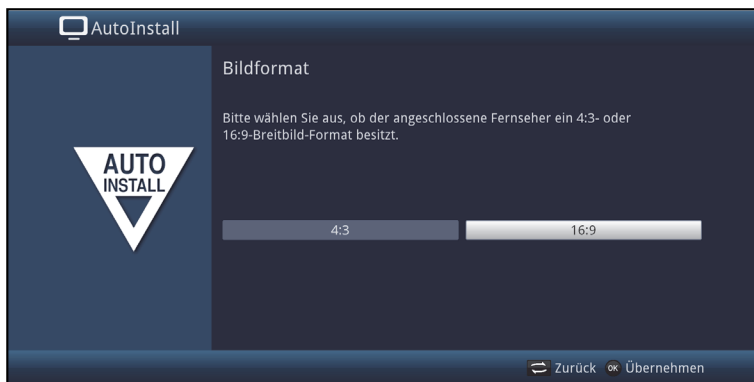 AutoInstall
Bildformat
Bitte wählen Sie aus, ob der angeschlossene Fernseher ein 4:3- oder
16:9-Breitbild-Format besitzt.
AUTO
INSTALL
4:3 16:9
Zurück OK Übernehmen